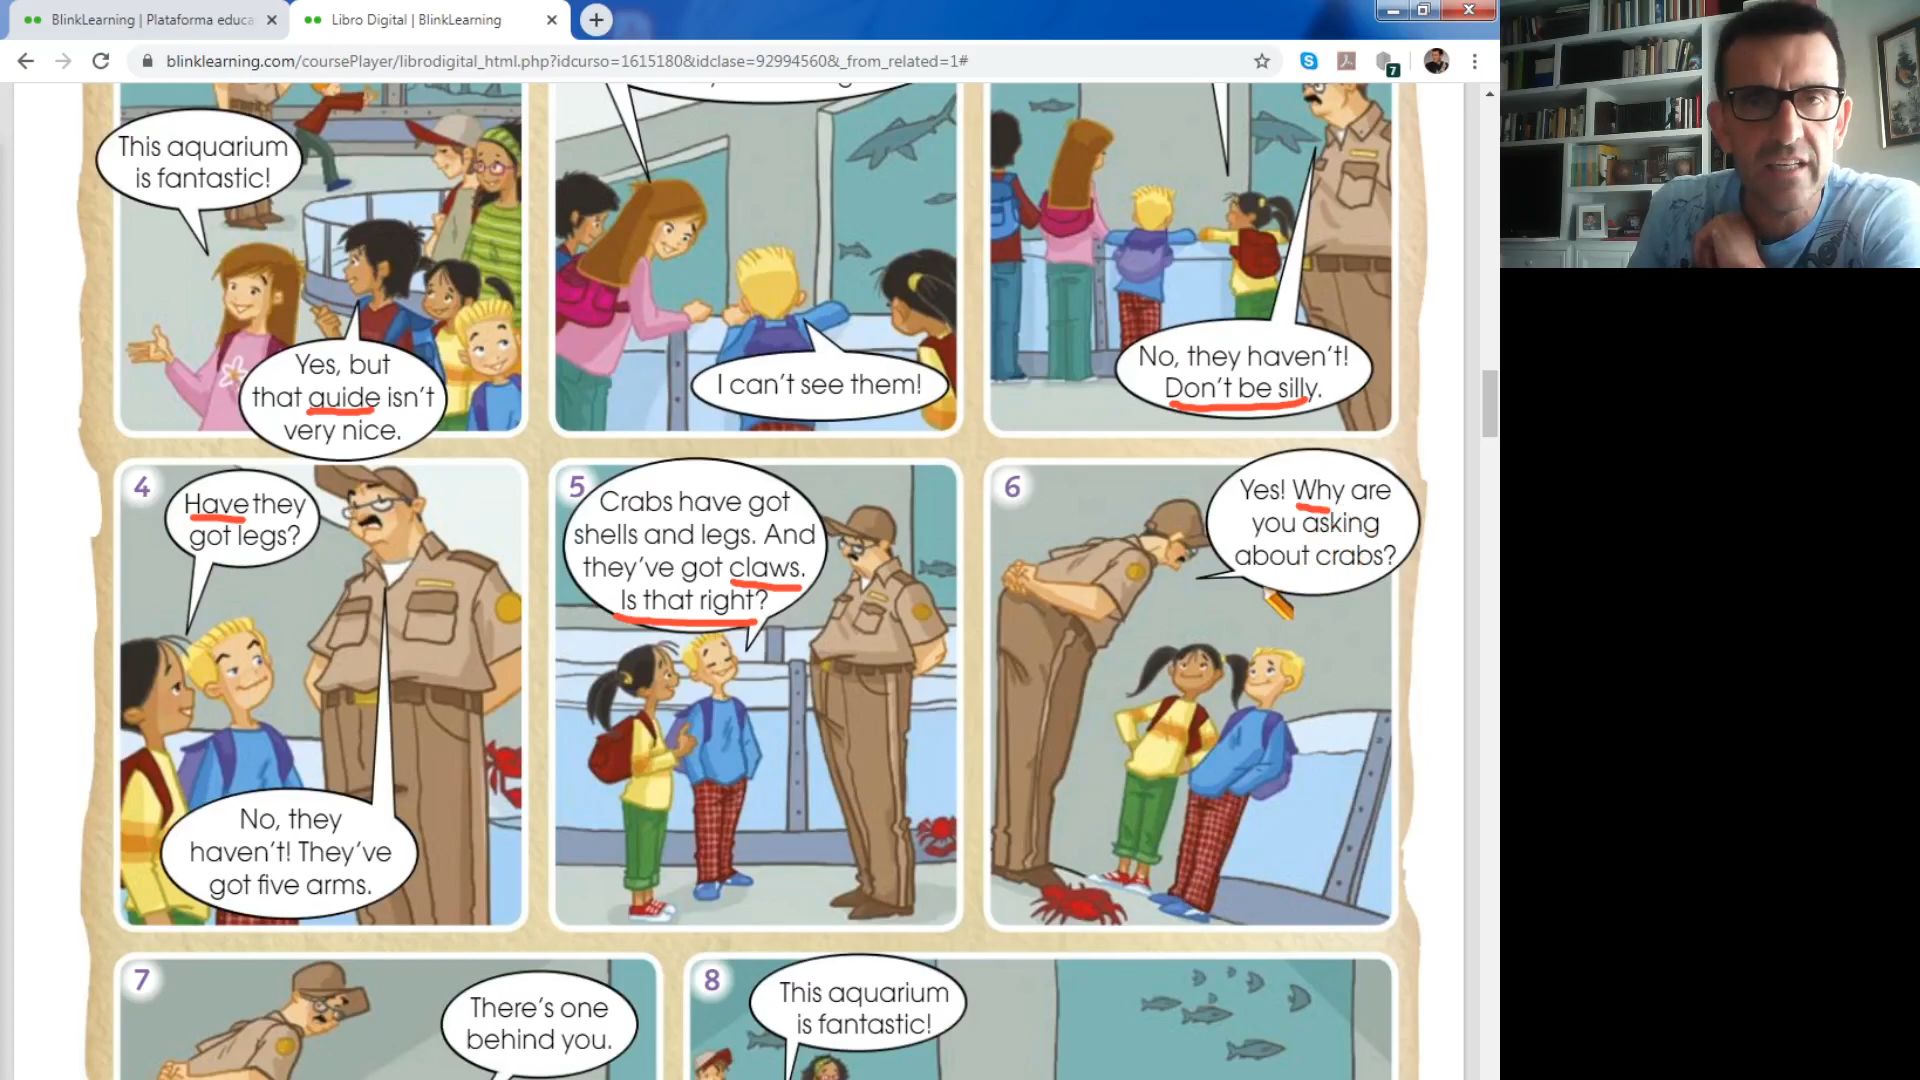 BlinkLearning | Plataforma educa
Libro Digital | BlinkLearning
blinklearning.com/coursePlayer/librodigital_html.php?idcurso=1615180&idclase=92994560&_from_related=1#
7
This aquarium
is fantastic!
Yes, but
that guide isn't
very nice.
I can't see them!
No, they haven't!
Don't be silly.
4
Have they
got legs?
No, they
haven't! They've
got five arms.
5
Crabs have got
shells and legs. And
they've got claws.
Is that right?
6
Yes! Why are
you asking
about crabs?
7
There's one
behind you.
8
This aquarium
is fantastic!